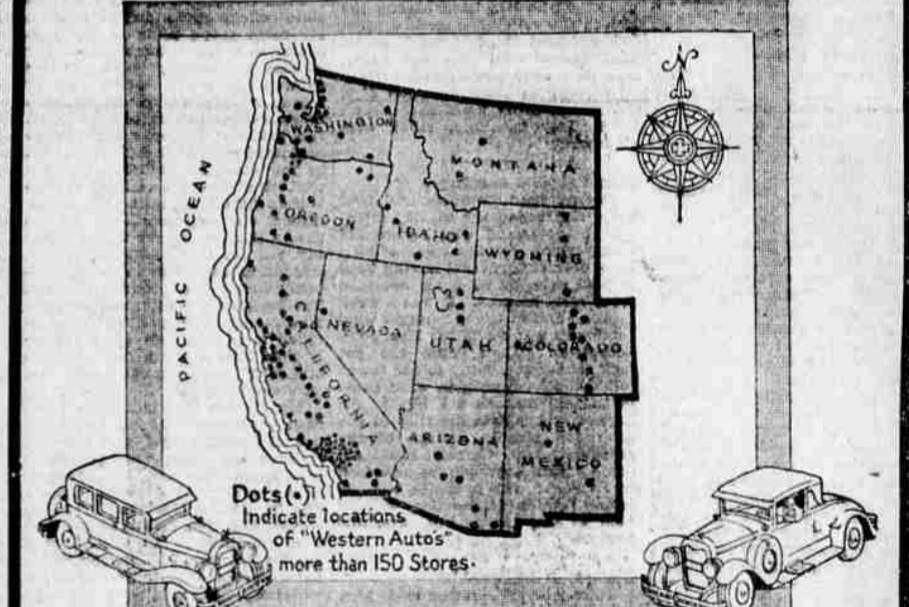 N
WASHINGTON
MONTANA
PACIFIC OCEAN
OREGON
IDAHO
WYOMING
CALIFORNIA
NEVADA
UTAH
COLORADO
ARIZONA
NEW
MEXICO
Dots (•)
Indicate locations
of "Western Auto's"
more than 150 Stores.